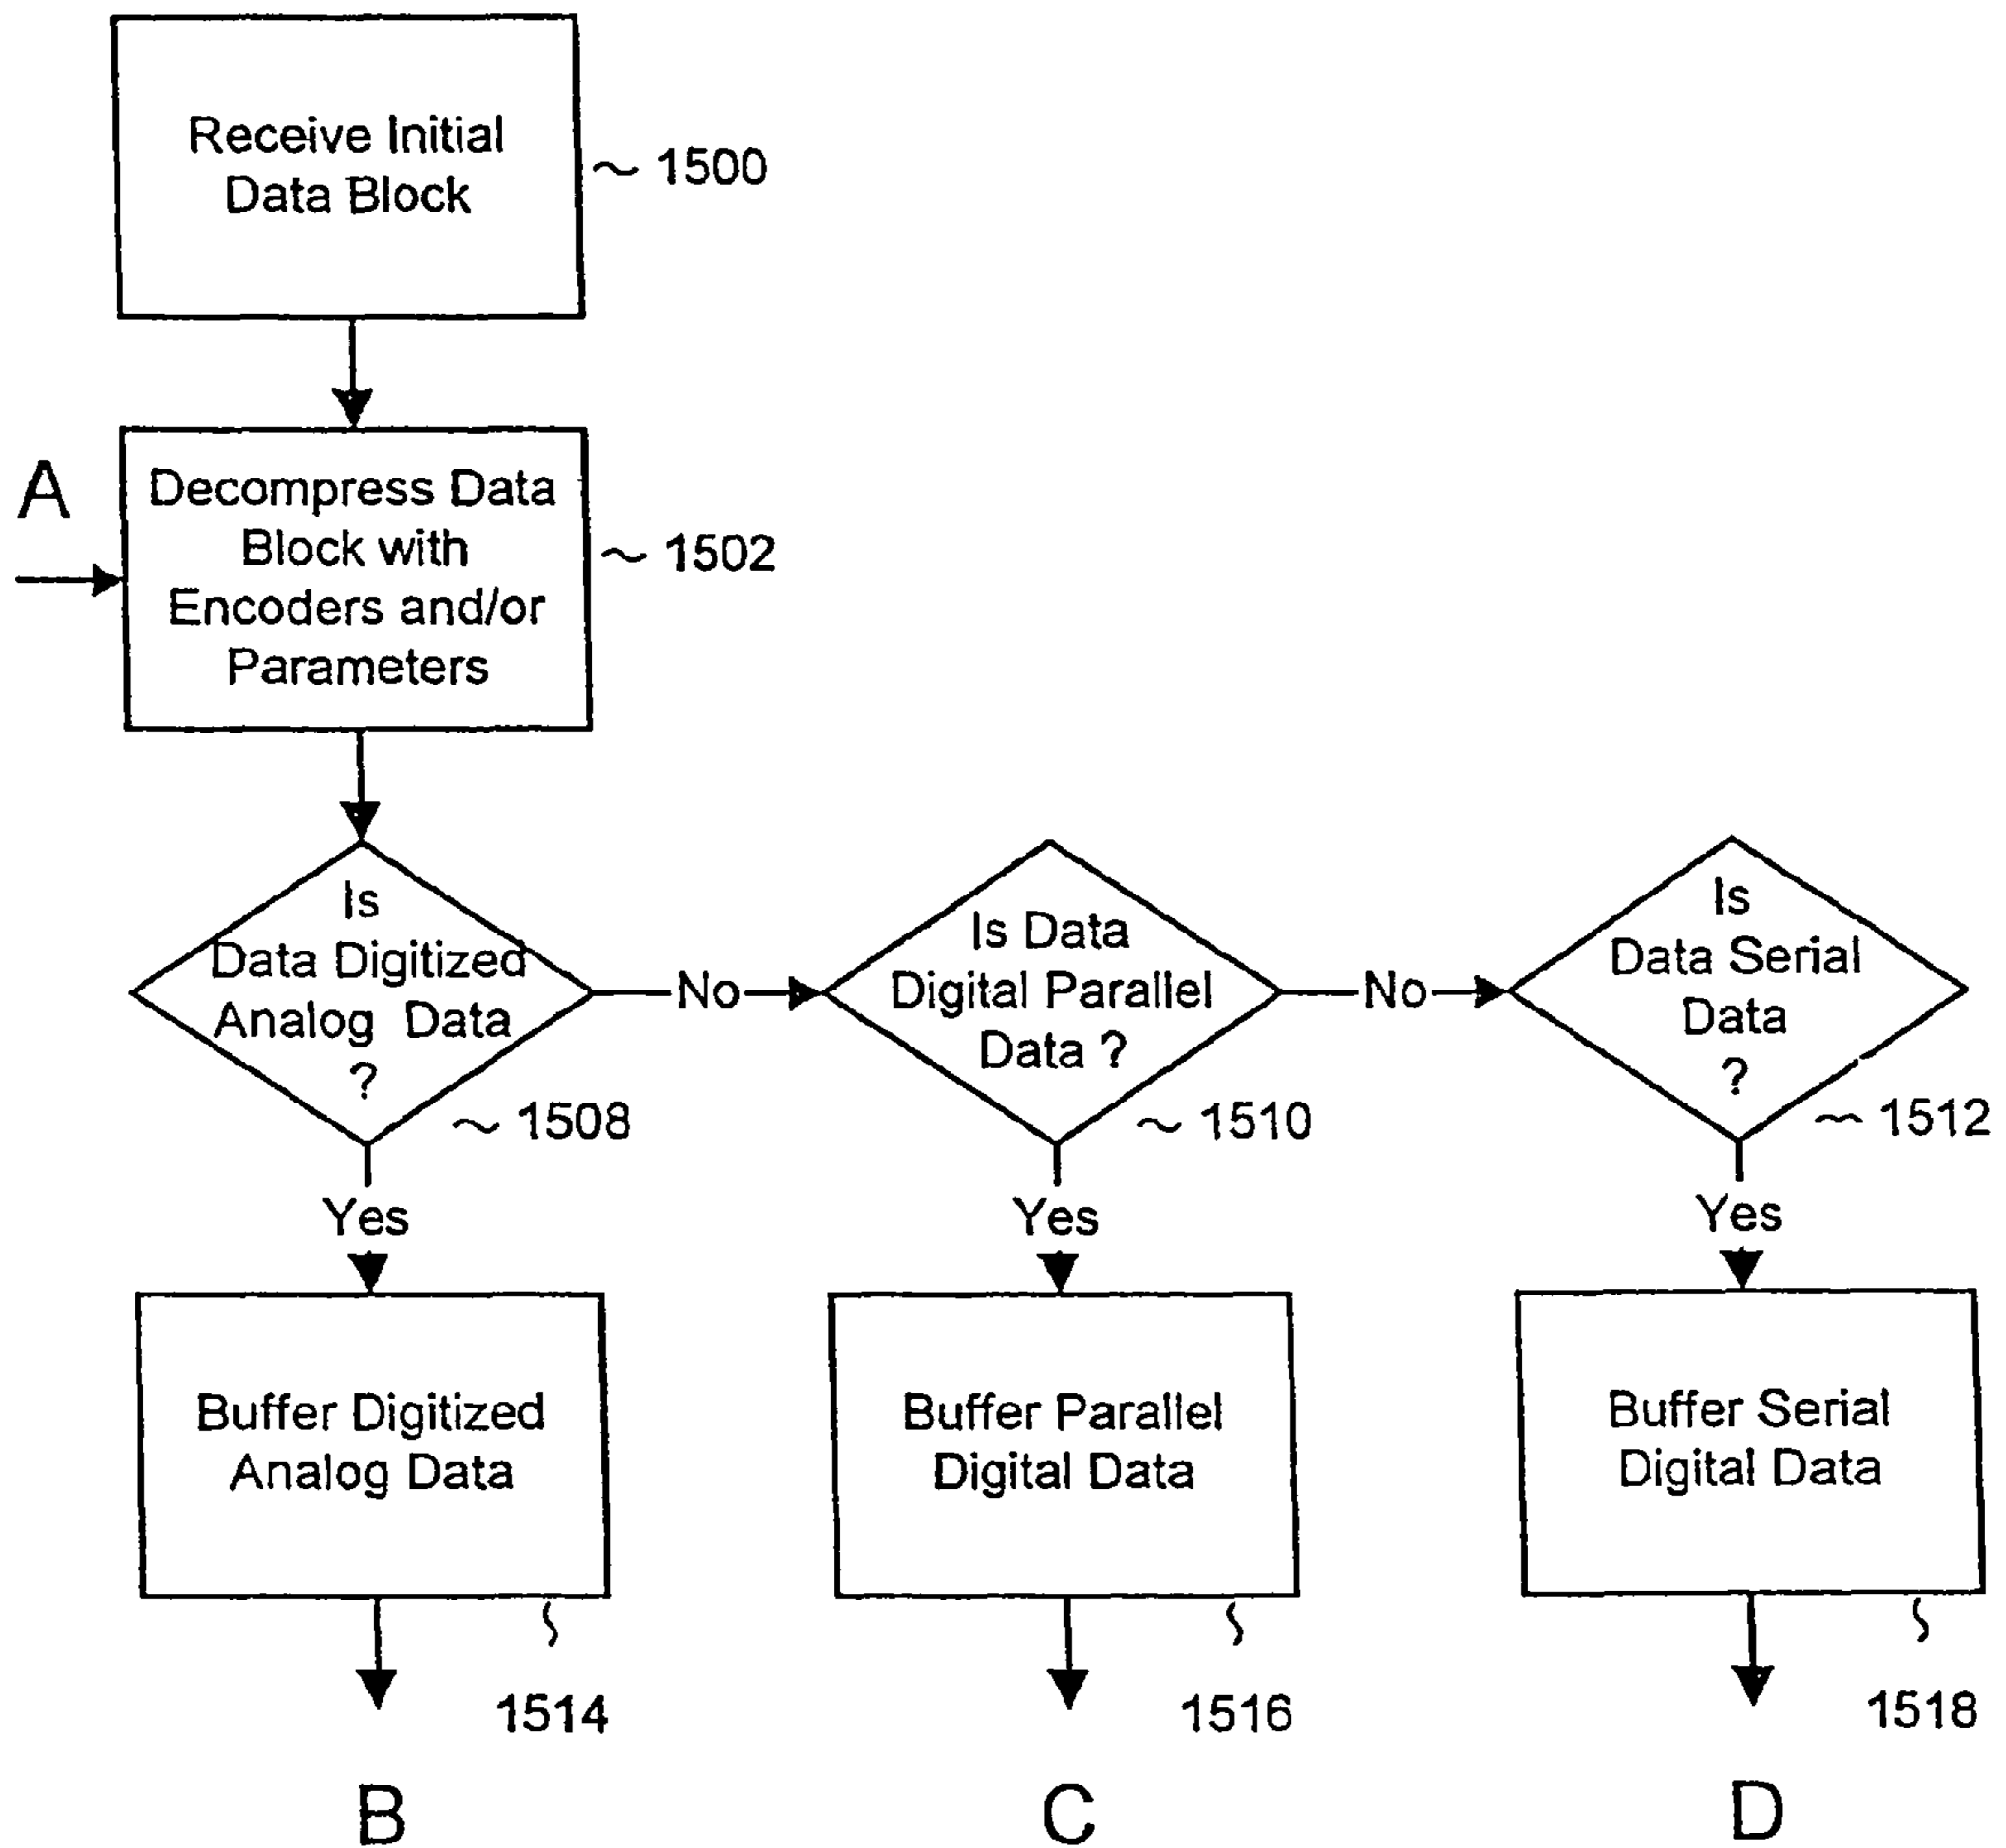 Receive Initial
Data Block
~ 1500
A
Decompress Data
Block with
Encoders and/or
Parameters
~ 1502
Is
Data Digitized
Analog Data
?
~ 1508
No
Is Data
Digital Parallel
Data ?
~ 1510
No
Is
Data Serial
Data
?
~ 1512
Yes
Yes
Yes
Buffer Digitized
Analog Data
Buffer Parallel
Digital Data
Buffer Serial
Digital Data
1514
1516
1518
B
C
D